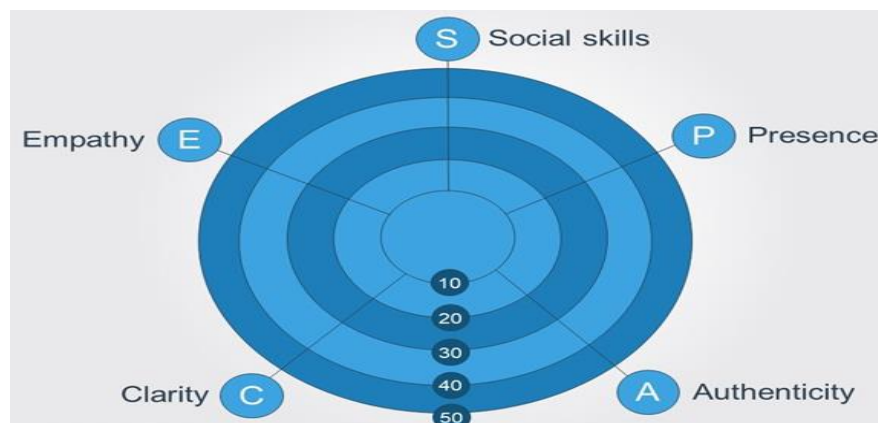 S Social skills
P Presence
Empathy E
10
20
30
40
50
Clarity C
A Authenticity